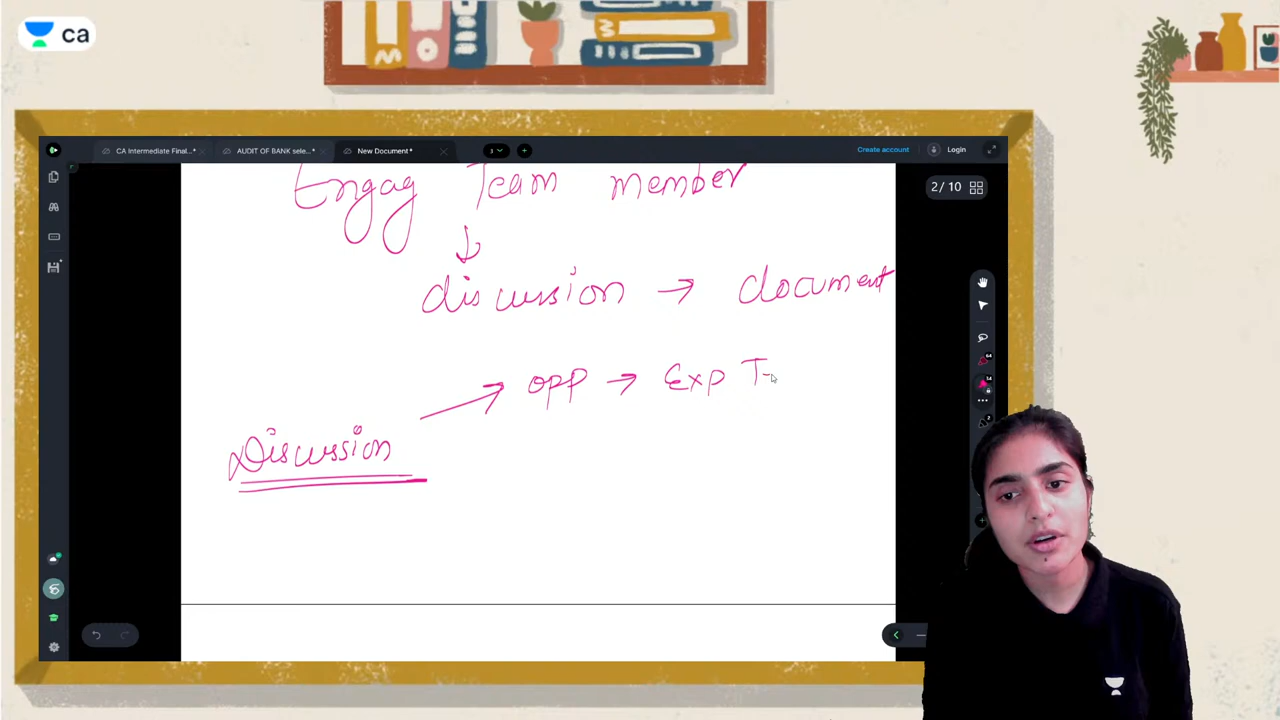 ca
CA Intermediate Final...*
AUDIT OF BANK sele...*
New Document*
3
Create account
Login
2/ 10
Engag Team member
discussion → document
opp → Exp T
Discussion